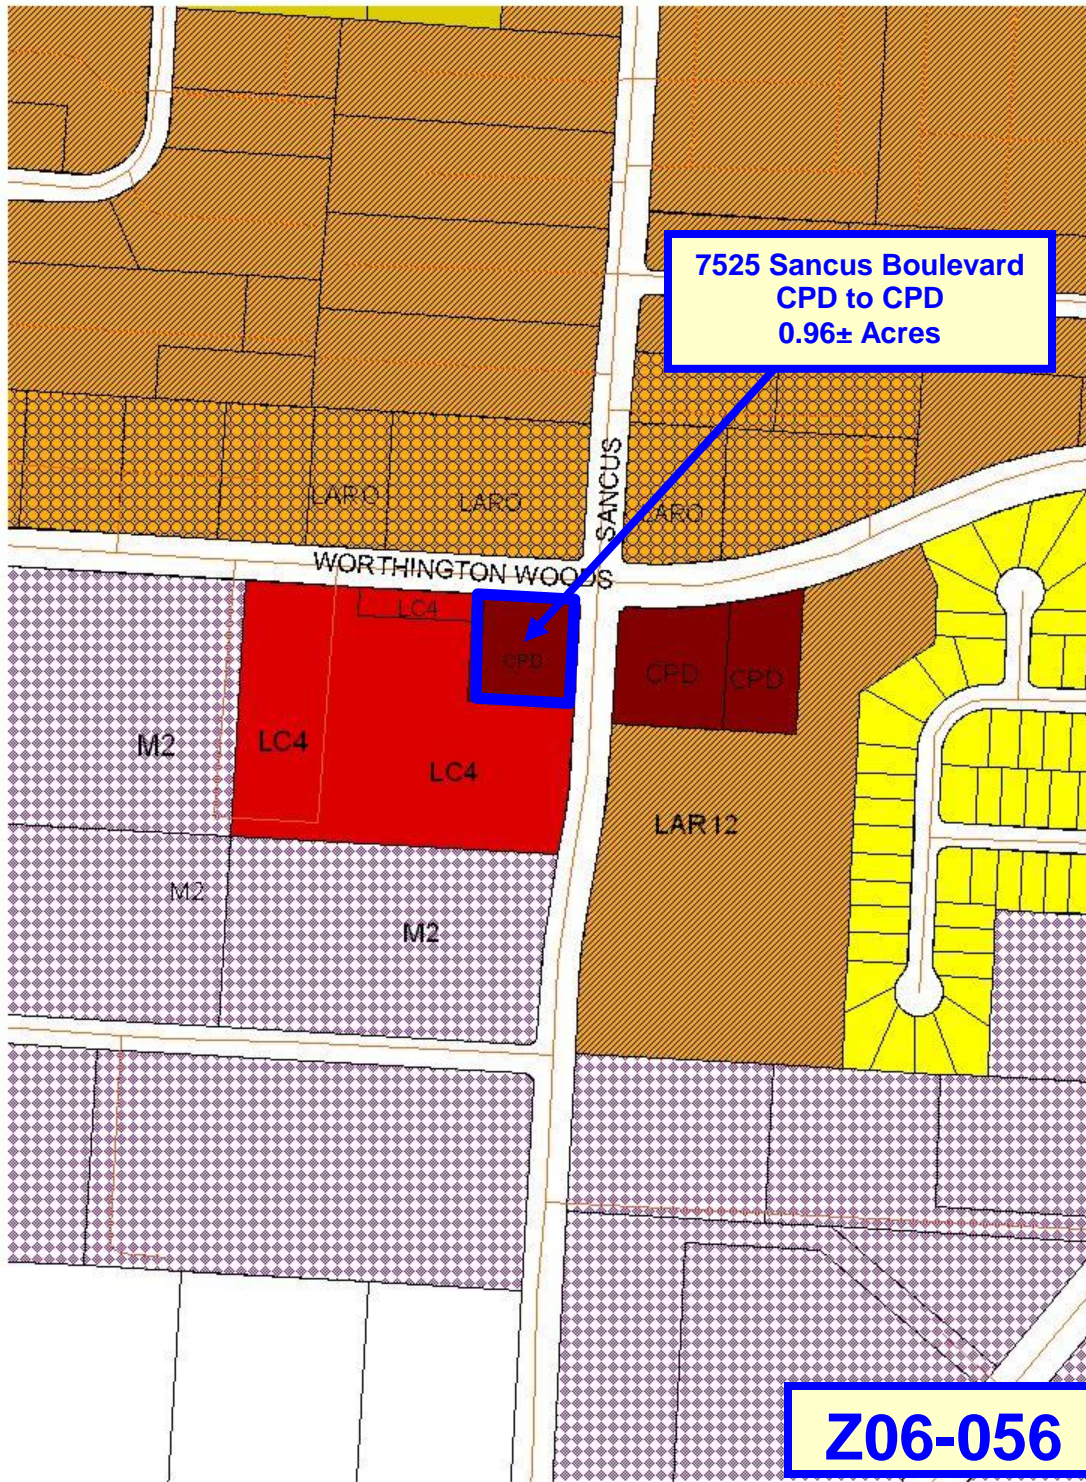 7525 Sancus Boulevard
CPD to CPD
0.96± Acres
SANCUS
LARO
LARO
LARO
WORTHINGTON WOODS
LC4
CPD
CPD
CPD
M2
LC4
LC4
LAR12
M2
M2
Z06-056